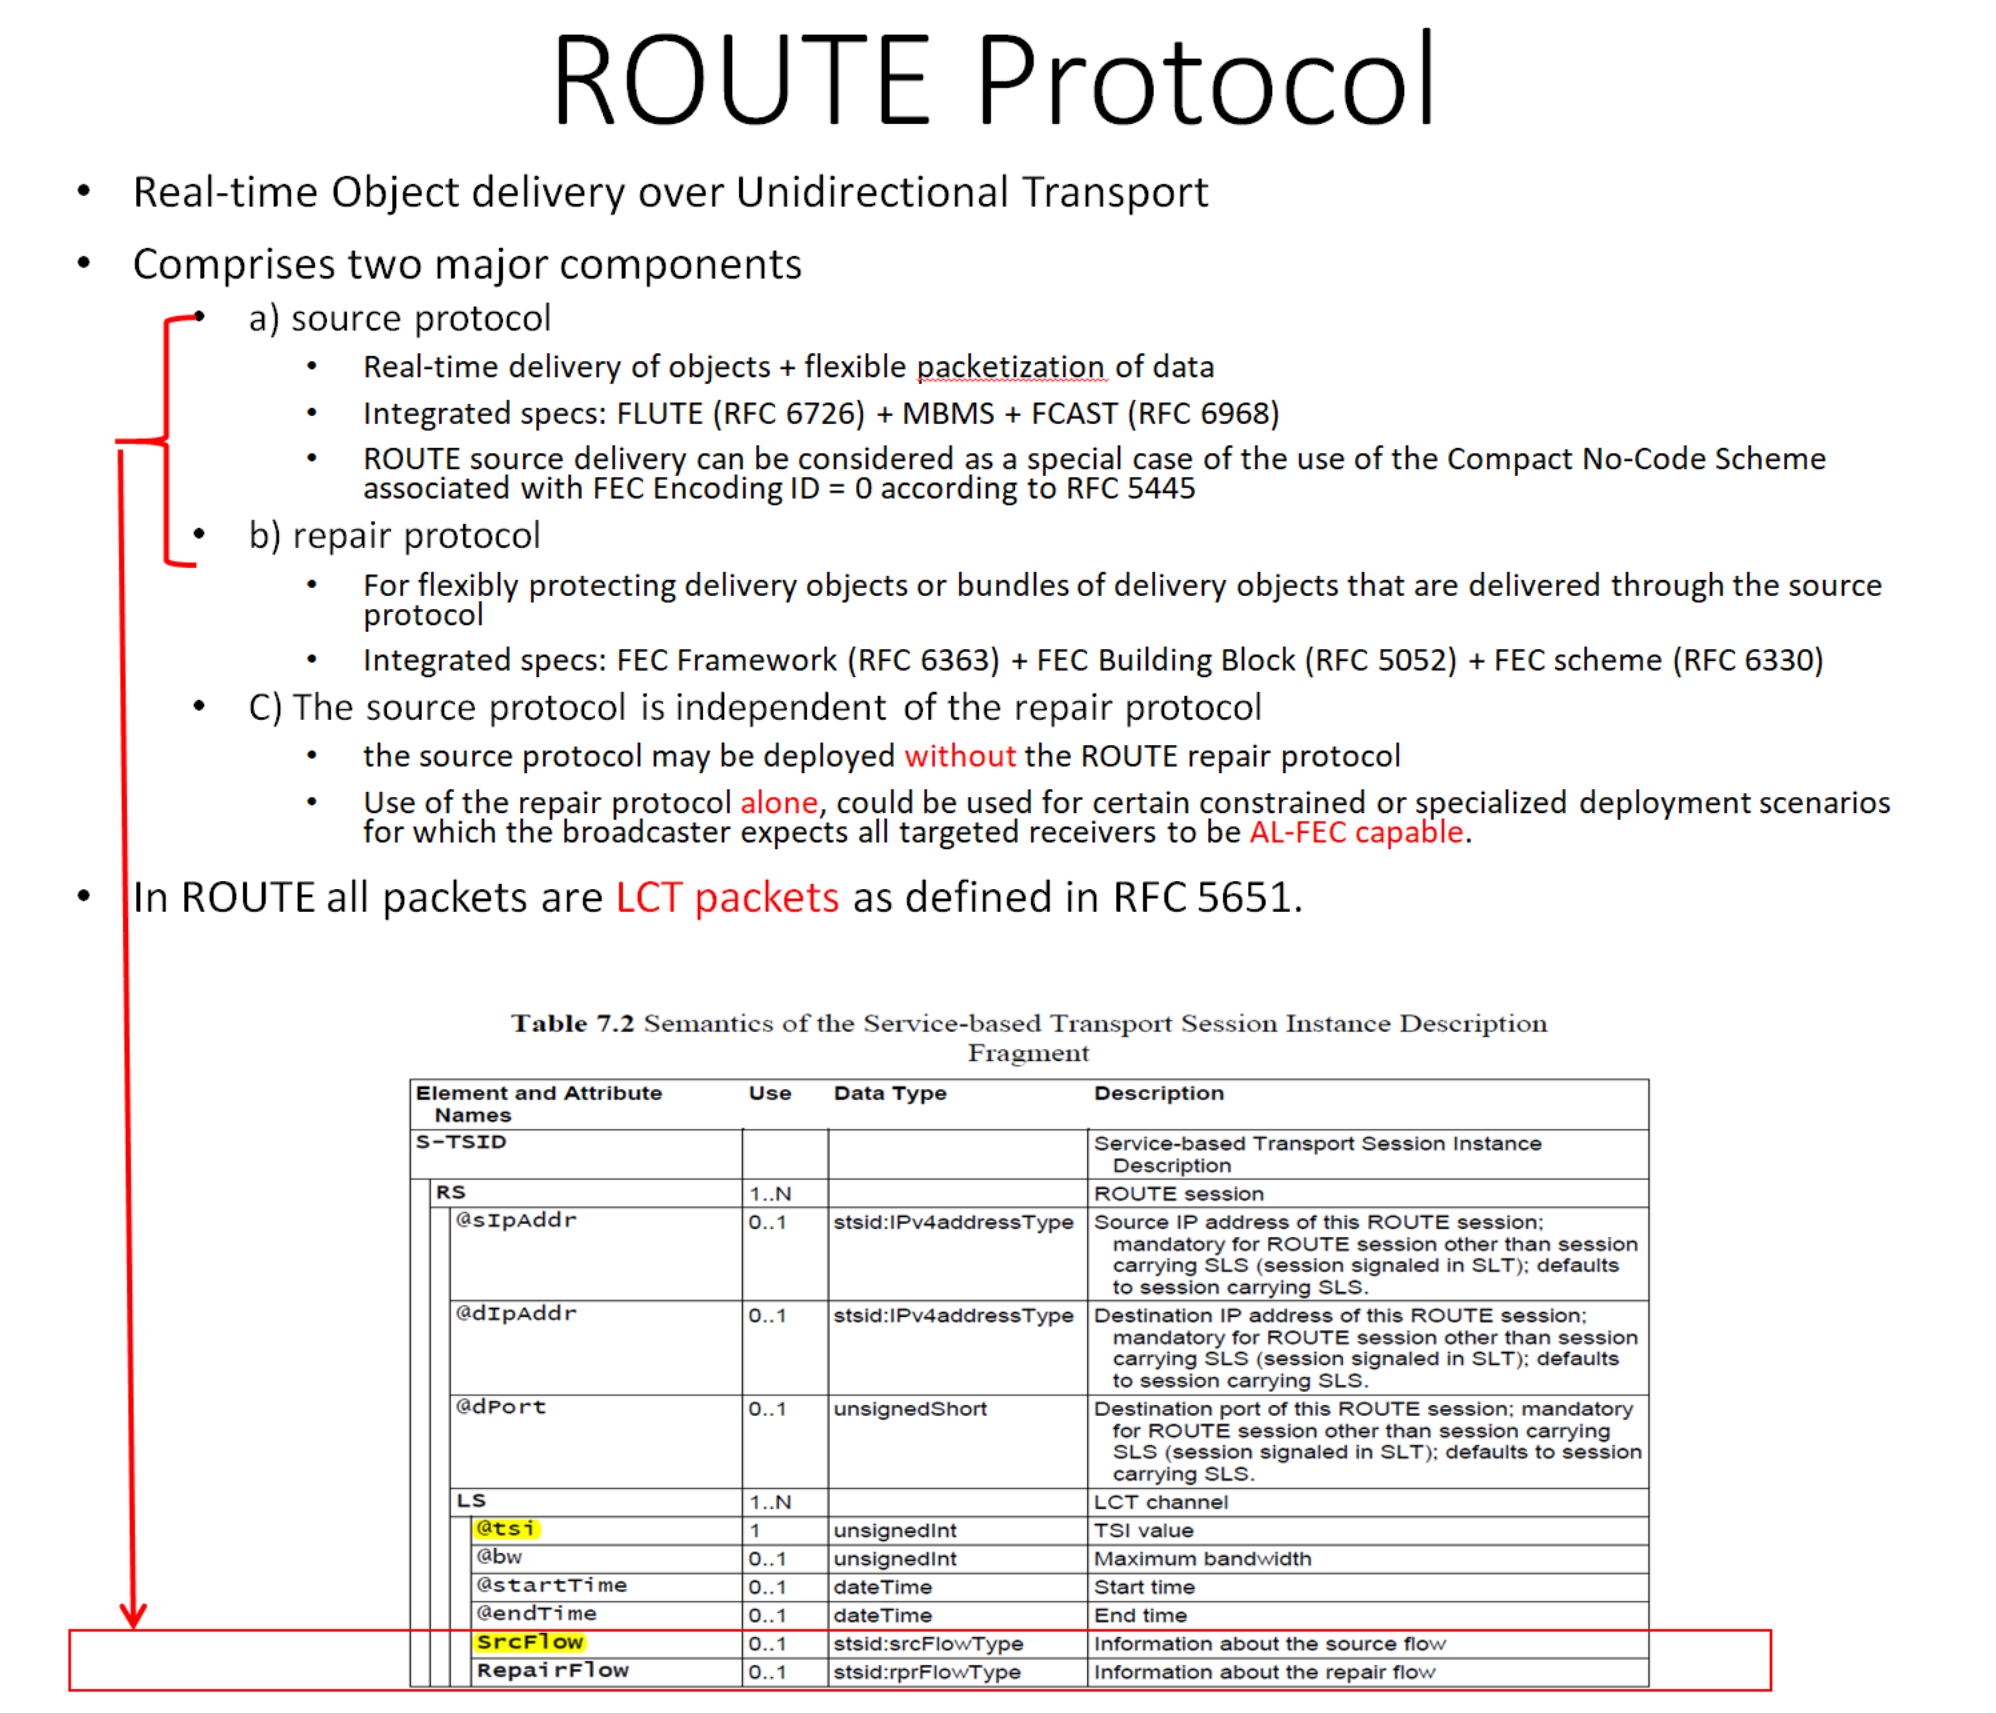 ROUTE Protocol
• Real-time Object delivery over Unidirectional Transport
• Comprises two major components
• a) source protocol
• Real-time delivery of objects + flexible packetization of data
• Integrated specs: FLUTE (RFC 6726) + MBMS + FCAST (RFC 6968)
• ROUTE source delivery can be considered as a special case of the use of the Compact No-Code Scheme
associated with FEC Encoding ID = 0 according to RFC 5445
• b) repair protocol
• For flexibly protecting delivery objects or bundles of delivery objects that are delivered through the source
protocol
• Integrated specs: FEC Framework (RFC 6363) + FEC Building Block (RFC 5052) + FEC scheme (RFC 6330)
• C) The source protocol is independent of the repair protocol
• the source protocol may be deployed without the ROUTE repair protocol
• Use of the repair protocol alone, could be used for certain constrained or specialized deployment scenarios
for which the broadcaster expects all targeted receivers to be AL-FEC capable.
• In ROUTE all packets are LCT packets as defined in RFC 5651.
Table 7.2 Semantics of the Service-based Transport Session Instance Description
Fragment
Element and Attribute Use Data Type Description
Names
S-TSID Service-based Transport Session Instance
Description
RS 1..N ROUTE session
@sIpAddr 0..1 stsid:IPv4addressType Source IP address of this ROUTE session;
mandatory for ROUTE session other than session
carrying SLS (session signaled in SLT); defaults
to session carrying SLS.
@dIpAddr 0..1 stsid:IPv4addressType Destination IP address of this ROUTE session;
mandatory for ROUTE session other than session
carrying SLS (session signaled in SLT); defaults
to session carrying SLS.
@dPort 0..1 unsignedShort Destination port of this ROUTE session; mandatory
for ROUTE session other than session carrying
SLS (session signaled in SLT); defaults to session
carrying SLS.
LS 1..N LCT channel
@tsi 1 unsignedInt TSI value
@bw 0..1 unsignedInt Maximum bandwidth
@startTime 0..1 dateTime Start time
@endTime 0..1 dateTime End time
SrcFlow 0..1 stsid:srcFlowType Information about the source flow
RepairFlow 0..1 stsid:rprFlowType Information about the repair flow